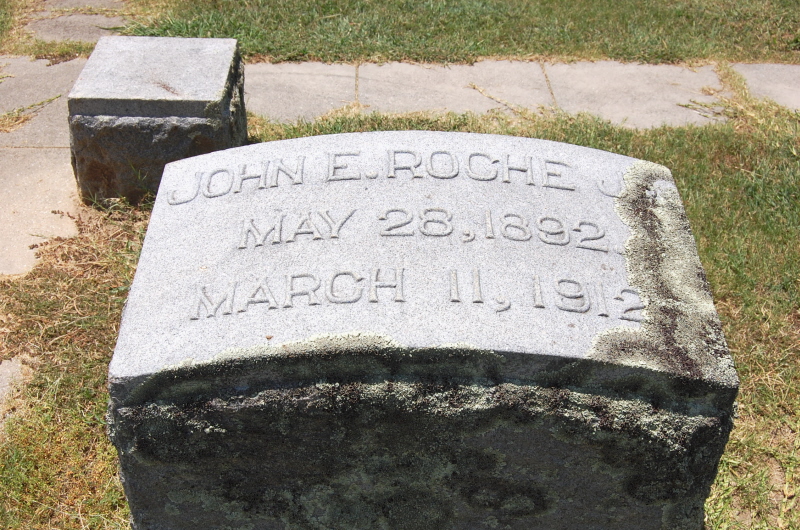 JOHN E. ROCHE J
MAY 28, 1892
MARCH 11, 1912